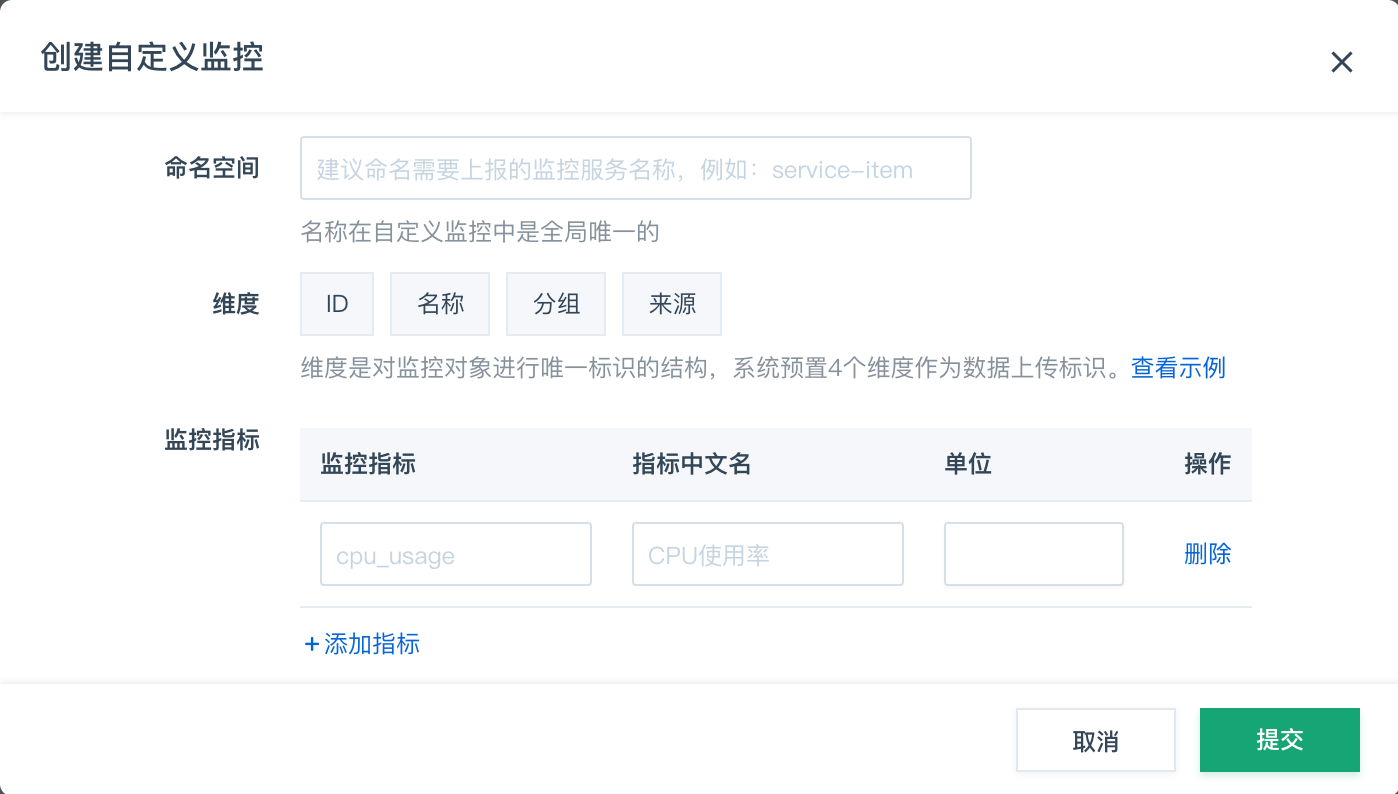 创建自定义监控
命名空间
建议命名需要上报的监控服务名称，例如：service-item
名称在自定义监控中是全局唯一的
维度 ID 名称 分组 来源
维度是对监控对象进行唯一标识的结构，系统预置4个维度作为数据上传标识。查看示例
监控指标
监控指标 指标中文名 单位 操作
cpu_usage CPU使用率 删除
+添加指标
取消 提交